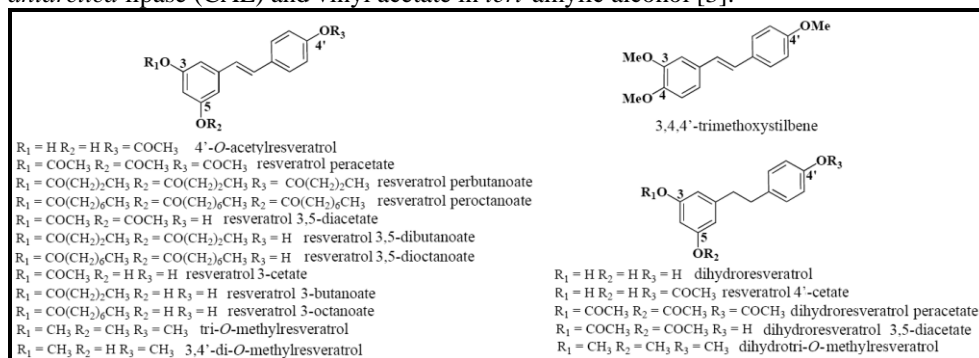 antarctica lipase (CAL) and vinyl acetate in tert-amylic alcohol [5].
OR₃
4'
R₁O
3
5
OR₂
R₁ = H R₂ = H R₃ = COCH₃ 4'-O-acetylresveratrol
R₁ = COCH₃ R₂ = COCH₃ R₃ = COCH₃ resveratrol peracetate
R₁ = CO(CH₂)₂CH₃ R₂ = CO(CH₂)₂CH₃ R₃ = CO(CH₂)₂CH₃ resveratrol perbutanoate
R₁ = CO(CH₂)₆CH₃ R₂ = CO(CH₂)₆CH₃ R₂ = CO(CH₂)₆CH₃ resveratrol peroctanoate
R₁ = COCH₃ R₂ = COCH₃ R₃ = H resveratrol 3,5-diacetate
R₁ = CO(CH₂)₂CH₃ R₂ = CO(CH₂)₂CH₃ R₃ = H resveratrol 3,5-dibutanoate
R₁ = CO(CH₂)₆CH₃ R₂ = CO(CH₂)₆CH₃ R₃ = H resveratrol 3,5-dioctanoate
R₁ = COCH₃ R₂ = H R₃ = H resveratrol 3-cetate
R₁ = CO(CH₂)₂CH₃ R₂ = H R₃ = H resveratrol 3-butanoate
R₁ = CO(CH₂)₆CH₃ R₂ = H R₃ = H resveratrol 3-octanoate
R₁ = CH₃ R₂ = CH₃ R₃ = CH₃ tri-O-methylresveratrol
R₁ = CH₃ R₂ = H R₃ = CH₃ 3,4'-di-O-methylresveratrol
OMe
4'
MeO
3
4
MeO
3,4,4'-trimethoxystilbene
OR₃
4'
R₁O
3
5
OR₂
R₁ = H R₂ = H R₃ = H dihydroresveratrol
R₁ = H R₂ = H R₃ = COCH₃ resveratrol 4'-cetate
R₁ = COCH₃ R₂ = COCH₃ R₃ = COCH₃ dihydroresveratrol peracetate
R₁ = COCH₃ R₂ = COCH₃ R₃ = H dihydroresveratrol 3,5-diacetate
R₁ = CH₃ R₂ = CH₃ R₃ = CH₃ dihydrotri-O-methylresveratrol